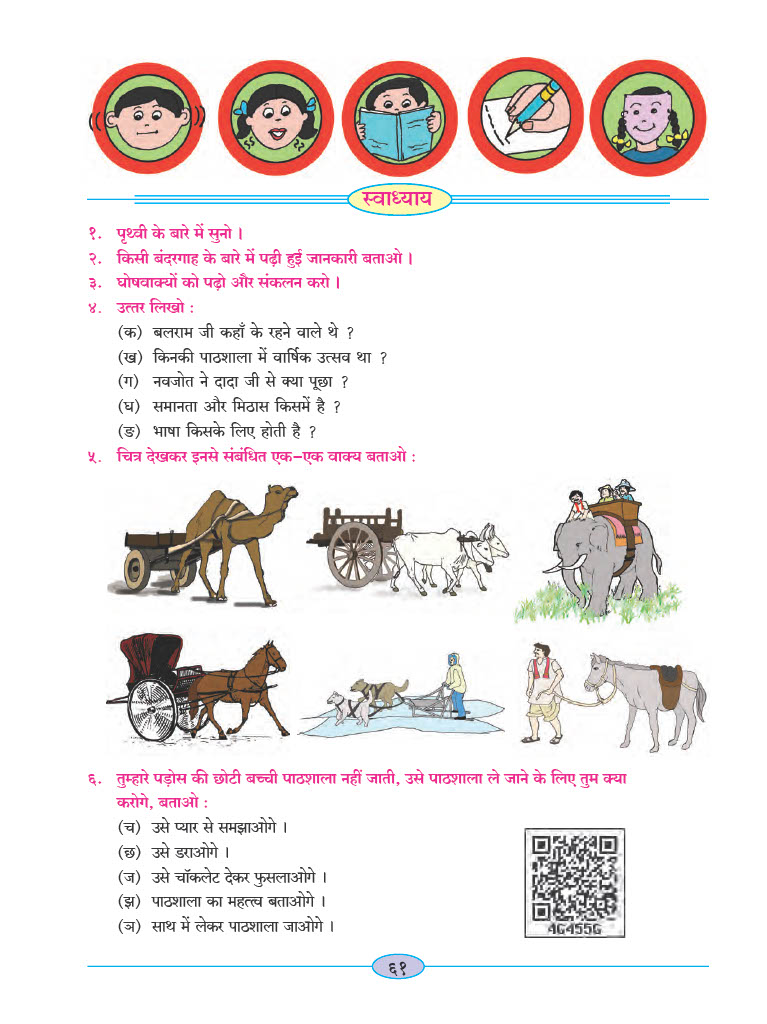 स्वाध्याय
१. पृथ्वी के बारे में सुनो ।
२. किसी बंदरगाह के बारे में पढ़ी हुई जानकारी बताओ ।
३. घोषवाक्यों को पढ़ो और संकलन करो ।
४. उत्तर लिखो :
(क) बलराम जी कहाँ के रहने वाले थे ?
(ख) किनकी पाठशाला में वार्षिक उत्सव था ?
(ग) नवजोत ने दादा जी से क्या पूछा ?
(घ) समानता और मिठास किसमें है ?
(ङ) भाषा किसके लिए होती है ?
५. चित्र देखकर इनसे संबंधित एक-एक वाक्य बताओ :
६. तुम्हारे पड़ोस की छोटी बच्ची पाठशाला नहीं जाती, उसे पाठशाला ले जाने के लिए तुम क्या
करोगे, बताओ :
(च) उसे प्यार से समझाओगे ।
(छ) उसे डराओगे ।
(ज) उसे चॉकलेट देकर फुसलाओगे ।
(झ) पाठशाला का महत्त्व बताओगे ।
(ञ) साथ में लेकर पाठशाला जाओगे ।
4G455G
६१